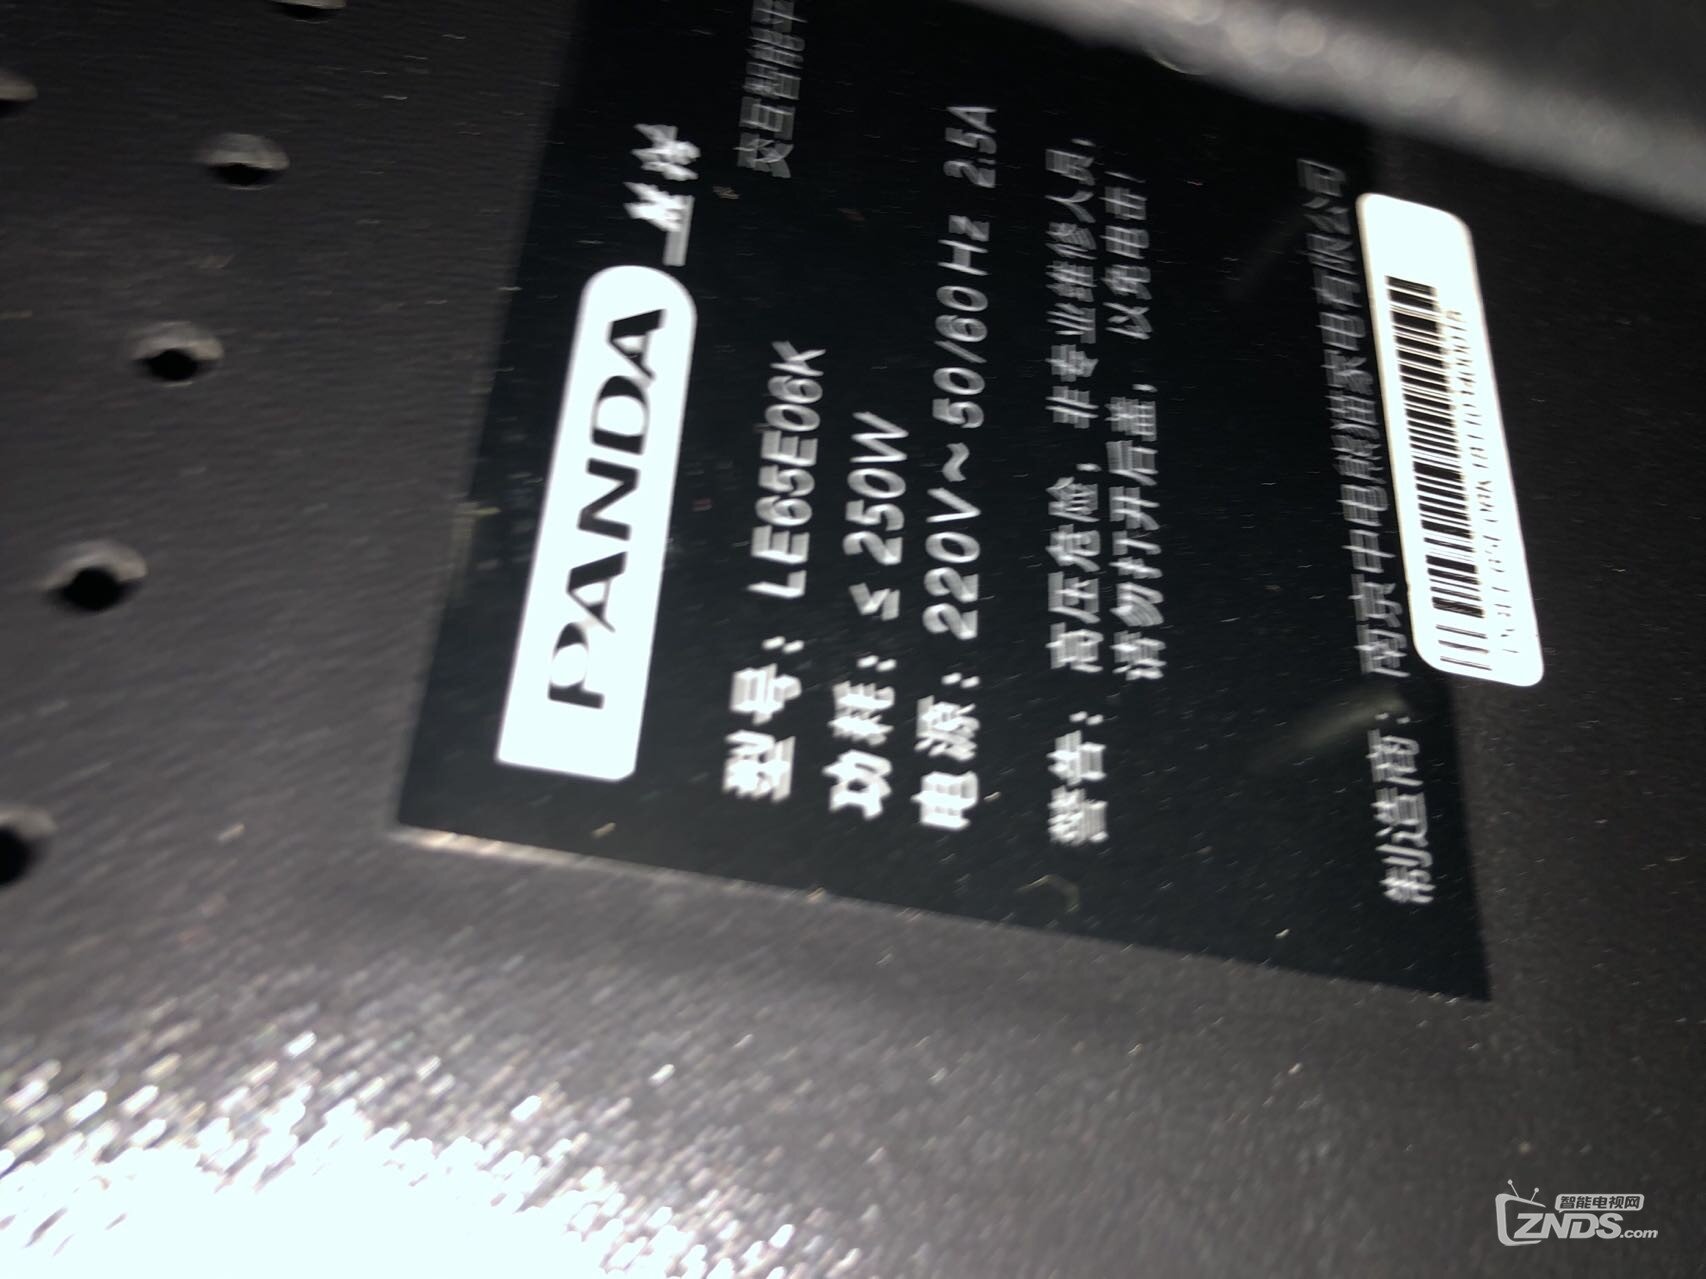 PANDA
型号：LE65E06K
功耗：≤250W
电源：220V~50/60Hz 2.5A
警告：高压危险，非专业维修人员，
请勿打开后盖，以免电击！
制造商：南京中电熊猫家电有限公司
智能电视网
ZNDS.com